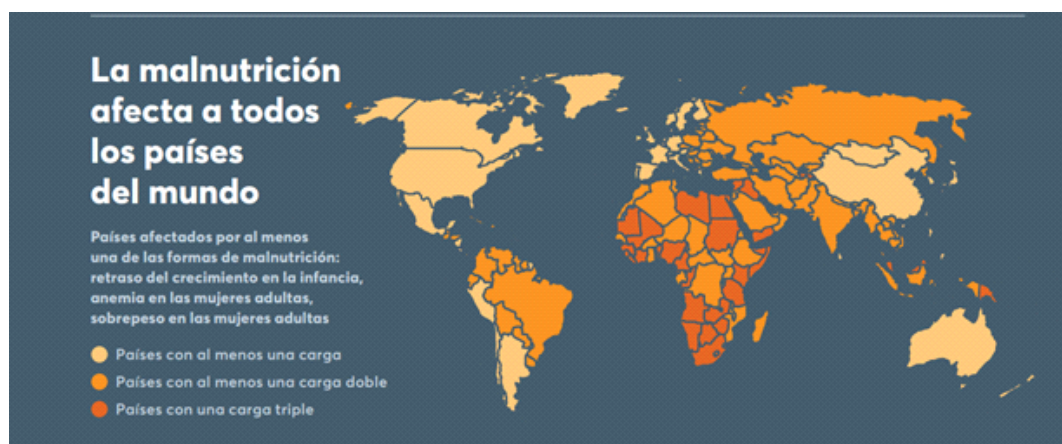 La malnutrición
afecta a todos
los países
del mundo
Países afectados por al menos
una de las formas de malnutrición:
retraso del crecimiento en la infancia,
anemia en las mujeres adultas,
sobrepeso en las mujeres adultas
Países con al menos una carga
Países con al menos una carga doble
Países con una carga triple